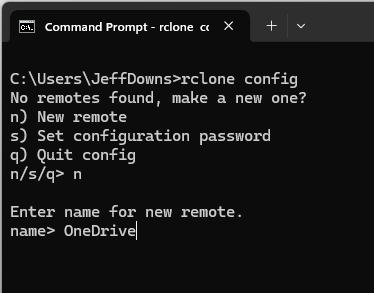 Command Prompt - rclone cc
C:\Users\JeffDowns>rclone config
No remotes found, make a new one?
n) New remote
s) Set configuration password
q) Quit config
n/s/q> n
Enter name for new remote.
name> OneDrive